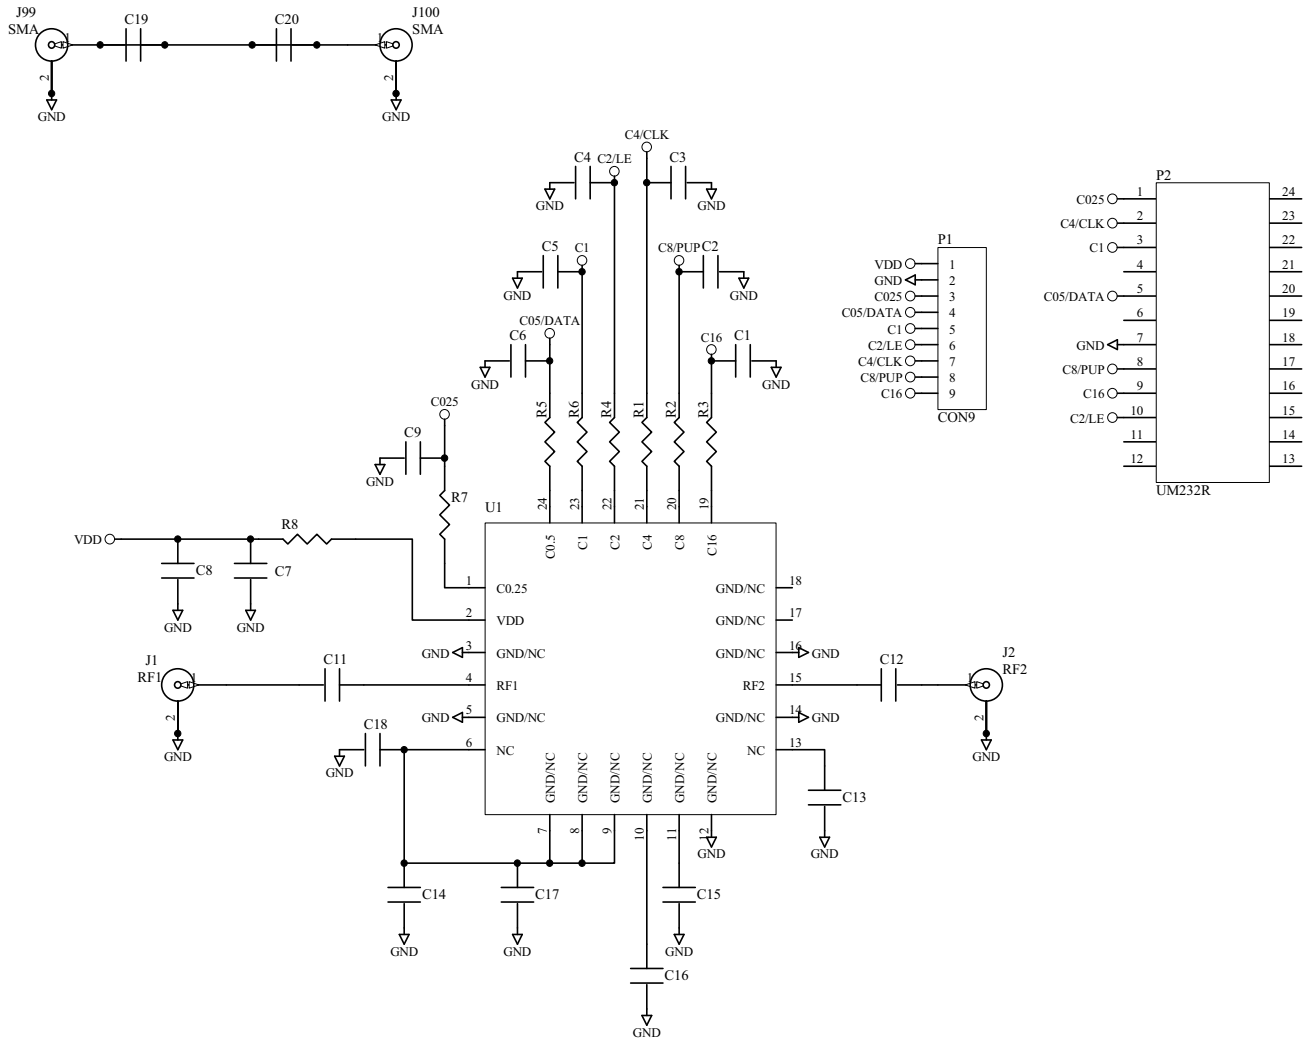 J99
SMA
C19
C20
J100
SMA
1
1
2
2
GND
GND
C4/CLK
C4
C2/LE
C3
GND
GND
C5
C1
C8/PUP
C2
GND
GND
C05/DATA
C6
C16
C1
GND
GND
C025
C9
GND
R5
R6
R4
R1
R2
R3
R7
U1
24
23
22
21
20
19
C0.5
C1
C2
C4
C8
C16
VDD
R8
C8
C7
GND
GND
1
C0.25
GND/NC
18
2
VDD
GND/NC
17
GND
3
GND/NC
GND/NC
16
GND
J1
RF1
1
C11
4
RF1
RF2
15
C12
1
J2
RF2
2
GND
GND
5
GND/NC
GND/NC
14
GND
2
GND
C18
GND
6
NC
NC
13
GND/NC
GND/NC
GND/NC
GND/NC
GND/NC
GND/NC
C13
GND
7
8
9
10
11
12
GND
C14
C17
C15
GND
GND
GND
C16
GND
P1
VDD
1
GND
2
C025
3
C05/DATA
4
C1
5
C2/LE
6
C4/CLK
7
C8/PUP
8
C16
9
CON9
P2
C025
1
24
C4/CLK
2
23
C1
3
22
4
21
C05/DATA
5
20
6
19
GND
7
18
C8/PUP
8
17
C16
9
16
C2/LE
10
15
11
14
12
13
UM232R